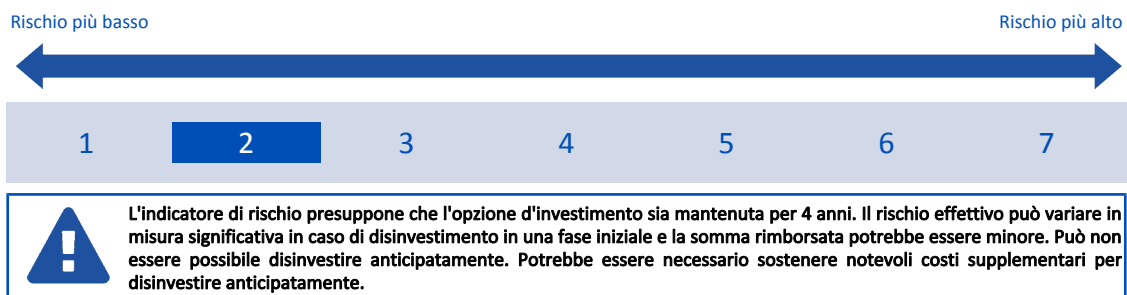 Rischio più basso Rischio più alto
1 2 3 4 5 6 7
L'indicatore di rischio presuppone che l'opzione d'investimento sia mantenuta per 4 anni. Il rischio effettivo può variare in
misura significativa in caso di disinvestimento in una fase iniziale e la somma rimborsata potrebbe essere minore. Può non
essere possibile disinvestire anticipatamente. Potrebbe essere necessario sostenere notevoli costi supplementari per
disinvestire anticipatamente.